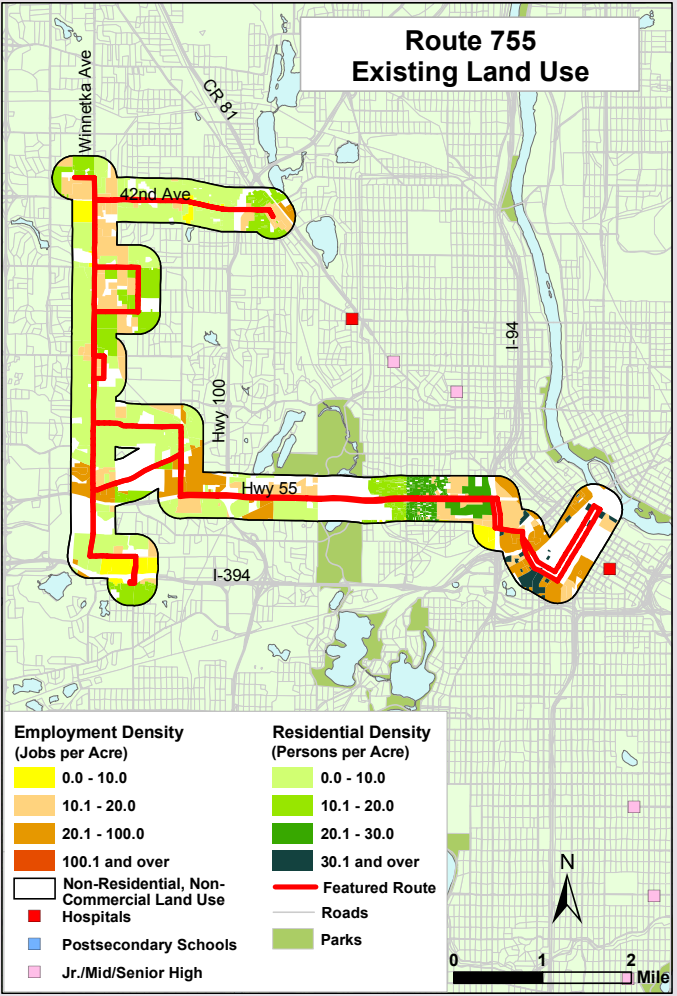 Route 755
Existing Land Use
Winnetka Ave
CR 81
42nd Ave
I-94
Hwy 100
Hwy 55
I-394
Employment Density
(Jobs per Acre)
0.0 - 10.0
10.1 - 20.0
20.1 - 100.0
100.1 and over
Non-Residential, Non-
Commercial Land Use
Hospitals
Postsecondary Schools
Jr./Mid/Senior High
Residential Density
(Persons per Acre)
0.0 - 10.0
10.1 - 20.0
20.1 - 30.0
30.1 and over
Featured Route
Roads
Parks
N
0 1 2
Mile